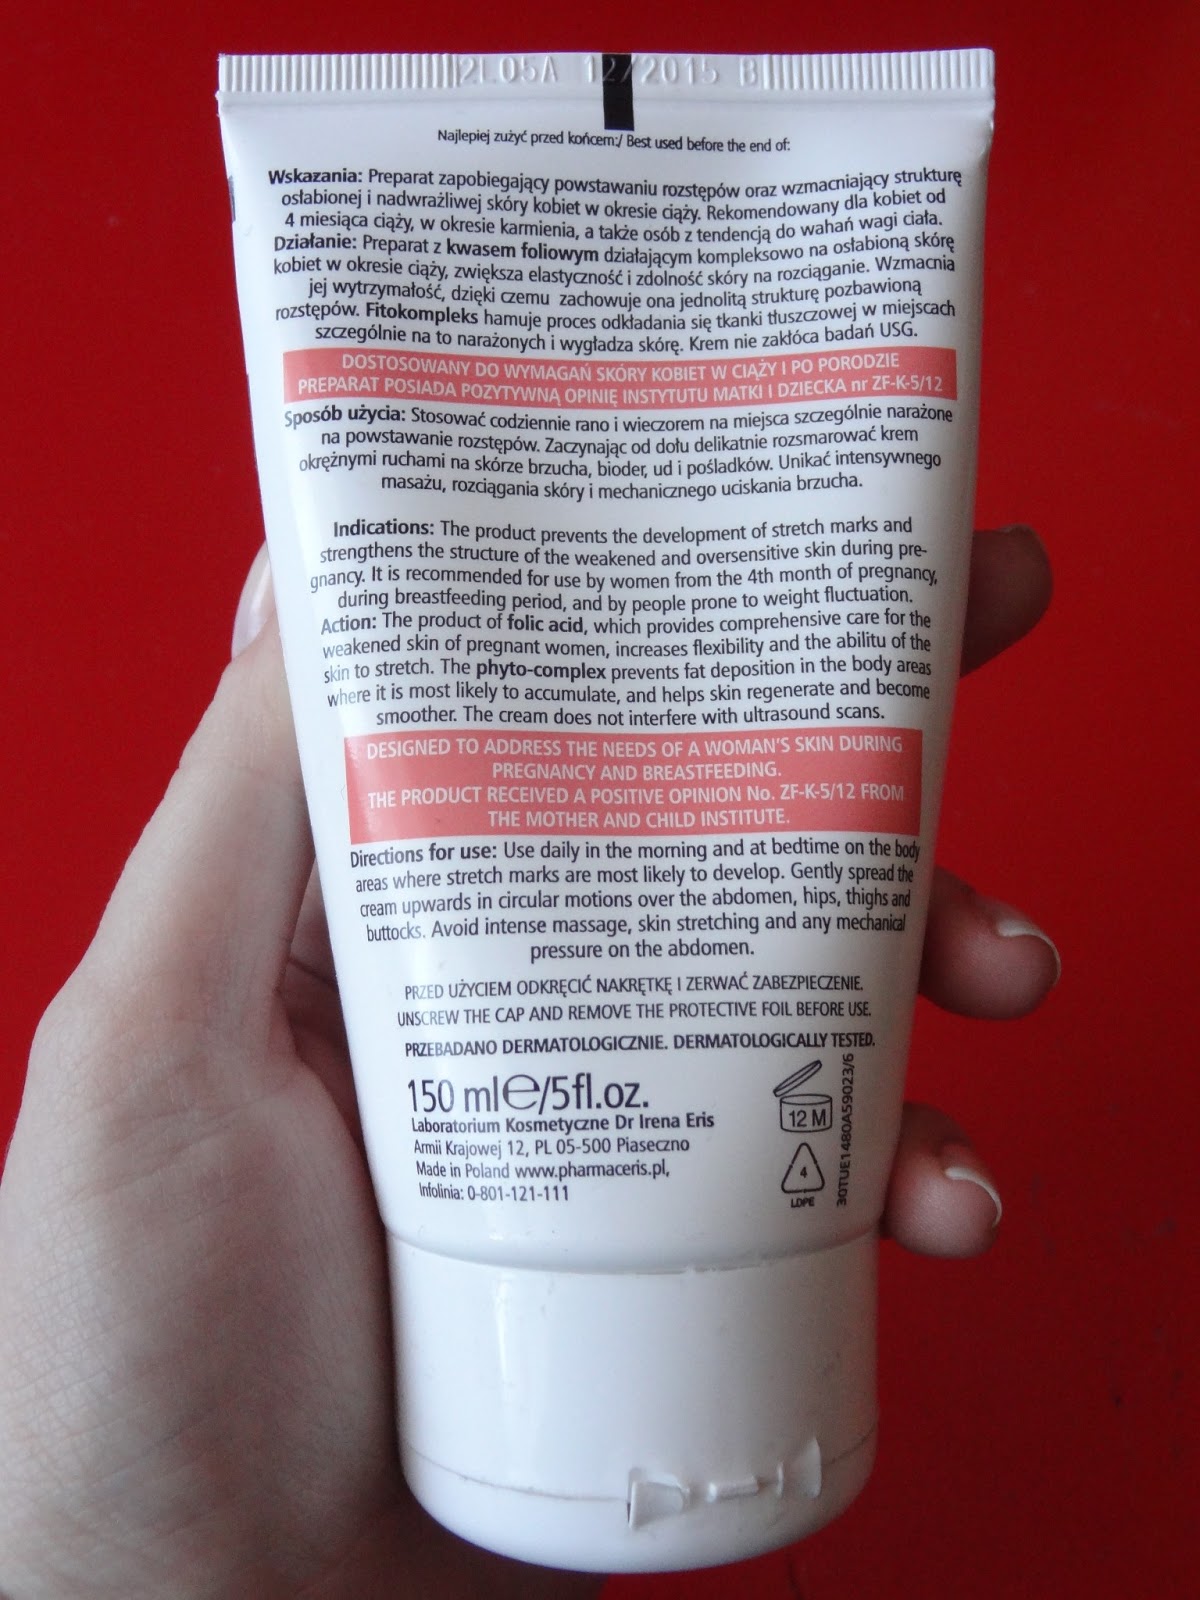 2L05A 12/2015 B
Najlepiej zużyć przed końcem:/ Best used before the end of:
Wskazania: Preparat zapobiegający powstawaniu rozstępów oraz wzmacniający strukturę
osłabionej i nadwrażliwej skóry kobiet w okresie ciąży. Rekomendowany dla kobiet od
4 miesiąca ciąży, w okresie karmienia, a także osób z tendencją do wahań wagi ciała.
Działanie: Preparat z kwasem foliowym działającym kompleksowo na osłabioną skórę
kobiet w okresie ciąży, zwiększa elastyczność i zdolność skóry na rozciąganie. Wzmacnia
jej wytrzymałość, dzięki czemu zachowuje ona jednolitą strukturę pozbawioną
rozstępów. Fitokompleks hamuje proces odkładania się tkanki tłuszczowej w miejscach
szczególnie na to narażonych i wygładza skórę. Krem nie zakłóca badań USG.
DOSTOSOWANY DO WYMAGAŃ SKÓRY KOBIET W CIĄŻY I PO PORODZIE
PREPARAT POSIADA POZYTYWNĄ OPINIĘ INSTYTUTU MATKI I DZIECKA nr ZF-K-5/12
Sposób użycia: Stosować codziennie rano i wieczorem na miejsca szczególnie narażone
na powstawanie rozstępów. Zaczynając od dołu delikatnie rozsmarować krem
okrężnymi ruchami na skórze brzucha, bioder, ud i pośladków. Unikać intensywnego
masażu, rozciągania skóry i mechanicznego uciskania brzucha.
Indications: The product prevents the development of stretch marks and
strengthens the structure of the weakened and oversensitive skin during pre-
gnancy. It is recommended for use by women from the 4th month of pregnancy,
during breastfeeding period, and by people prone to weight fluctuation.
Action: The product of folic acid, which provides comprehensive care for the
weakened skin of pregnant women, increases flexibility and the abilitu of the
skin to stretch. The phyto-complex prevents fat deposition in the body areas
where it is most likely to accumulate, and helps skin regenerate and become
smoother. The cream does not interfere with ultrasound scans.
DESIGNED TO ADDRESS THE NEEDS OF A WOMAN'S SKIN DURING
PREGNANCY AND BREASTFEEDING.
THE PRODUCT RECEIVED A POSITIVE OPINION No. ZF-K-5/12 FROM
THE MOTHER AND CHILD INSTITUTE.
Directions for use: Use daily in the morning and at bedtime on the body
areas where stretch marks are most likely to develop. Gently spread the
cream upwards in circular motions over the abdomen, hips, thighs and
buttocks. Avoid intense massage, skin stretching and any mechanical
pressure on the abdomen.
PRZED UŻYCIEM ODKRĘCIĆ NAKRĘTKĘ I ZERWAĆ ZABEZPIECZENIE.
UNSCREW THE CAP AND REMOVE THE PROTECTIVE FOIL BEFORE USE.
PRZEBADANO DERMATOLOGICZNIE. DERMATOLOGICALLY TESTED.
150 ml℮/5fl.oz.
Laboratorium Kosmetyczne Dr Irena Eris
Armii Krajowej 12, PL 05-500 Piaseczno
Made in Poland www.pharmaceris.pl,
Infolinia: 0-801-121-111
12 M
4
LDPE
30TUE1480A59023/6